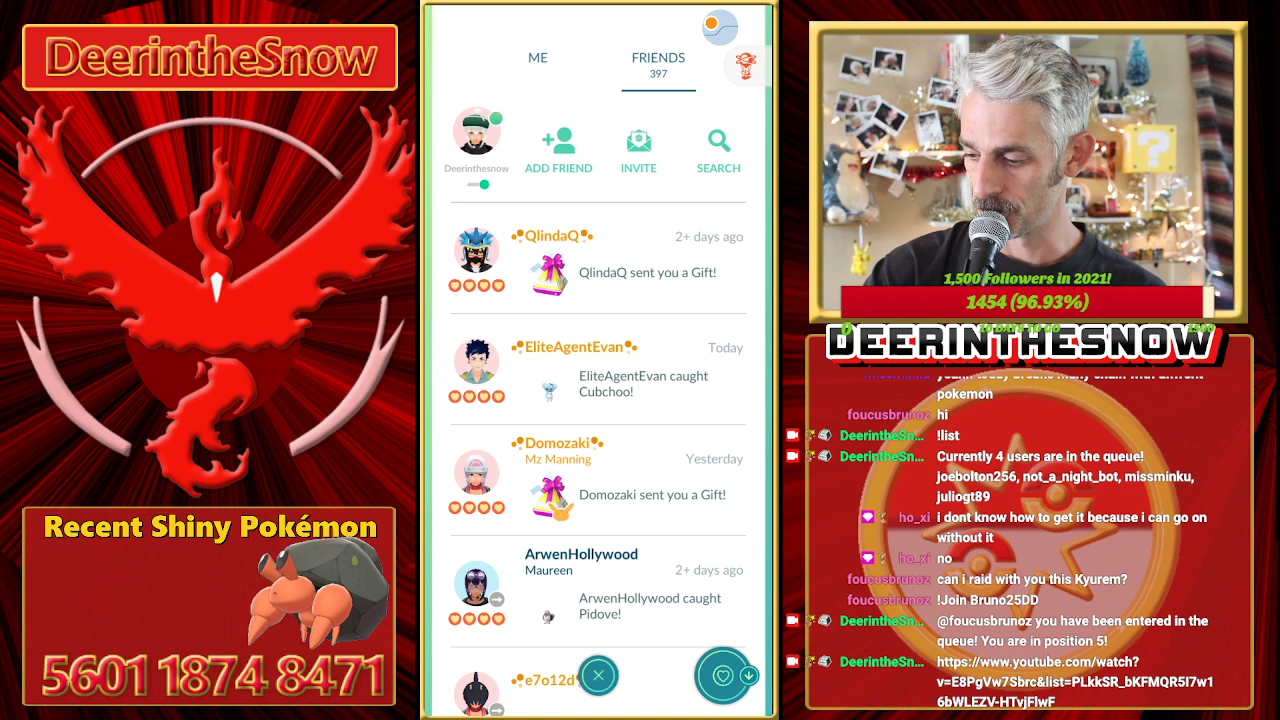 DeerintheSnow
Recent Shiny Pokémon
5601 1874 8471
ME
FRIENDS
397
Deerinthesnow
ADD FRIEND
INVITE
SEARCH
QlindaQ
2+ days ago
QlindaQ sent you a Gift!
EliteAgentEvan
Today
EliteAgentEvan caught
Cubchoo!
Domozaki
Mz Manning
Yesterday
Domozaki sent you a Gift!
ArwenHollywood
Maureen
2+ days ago
ArwenHollywood caught
Pidove!
e7o12d
1,500 Followers in 2021!
1454 (96.93%)
0
1500
DEERINTHESNOW
pokemon
foucusbrunoz hi
DeerintheSn... !list
DeerintheSn... Currently 4 users are in the queue!
joebolton256, not_a_night_bot, missminku,
juliogt89
ho_xi i dont know how to get it because i can go on
without it
ho_xi no
foucusbrunoz can i raid with you this Kyurem?
foucusbrunoz !Join Bruno25DD
DeerintheSn... @foucusbrunoz you have been entered in the
queue! You are in position 5!
DeerintheSn... https://www.youtube.com/watch?
v=E8PgVw7Sbrc&list=PLkkSR_bKFMQR5I7w1
6bWLEZV-HTvjFlwF